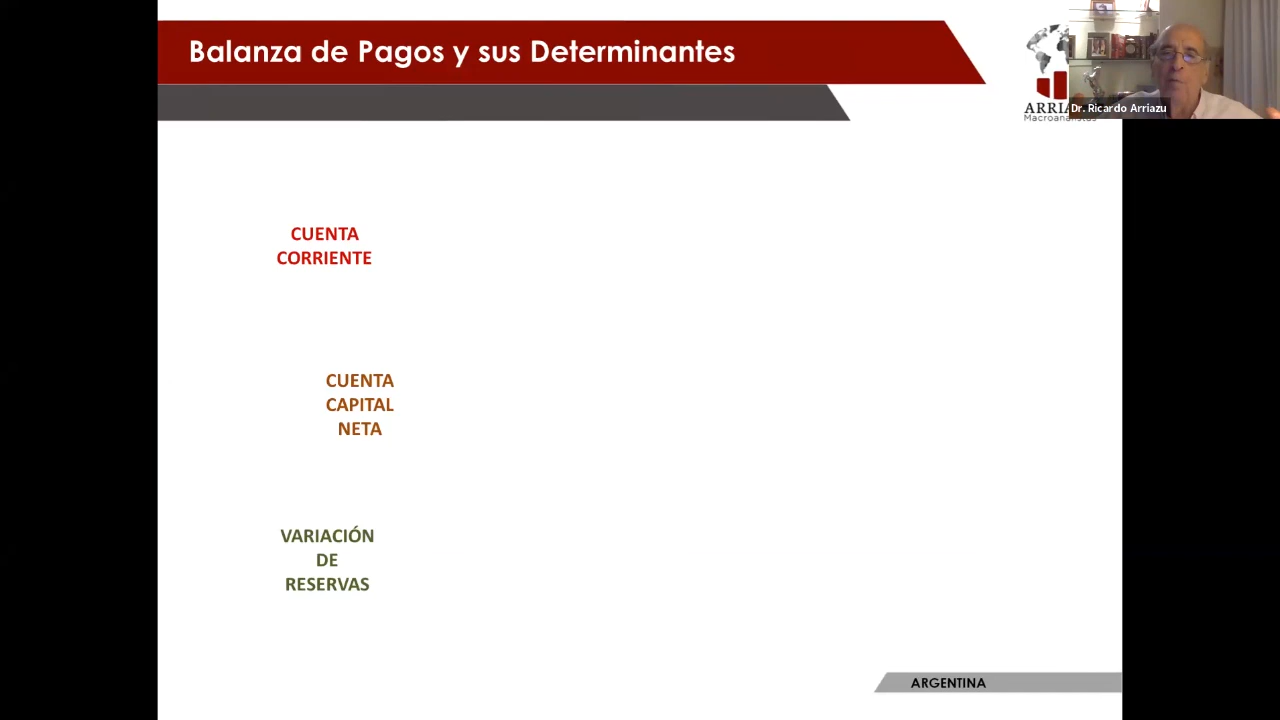 Balanza de Pagos y sus Determinantes
Dr. Ricardo Arriazu
CUENTA
CORRIENTE
CUENTA
CAPITAL
NETA
VARIACIÓN
DE
RESERVAS
ARGENTINA